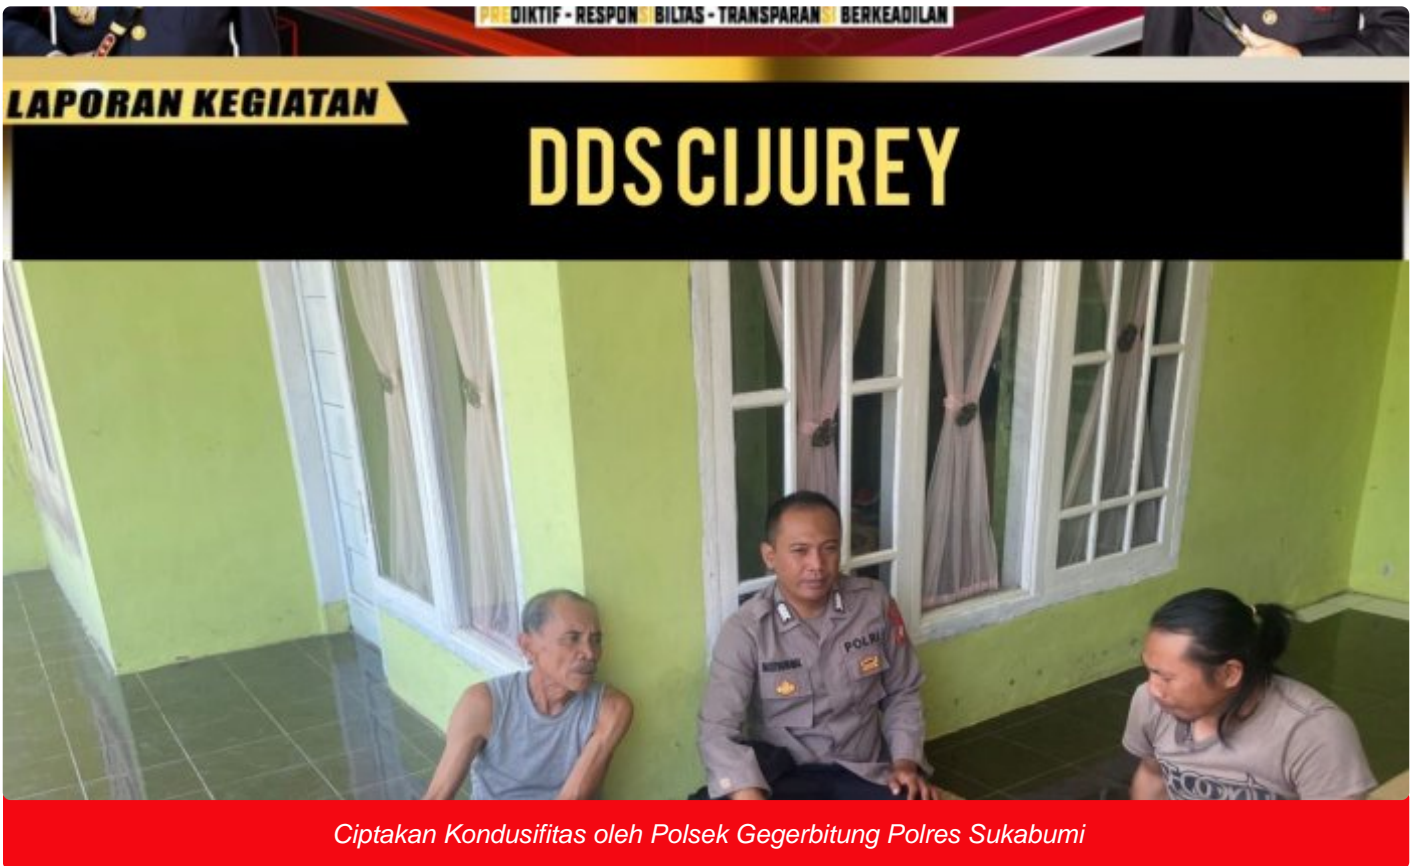 PREDIKTIF - RESPONSIBILTAS - TRANSPARANSI BERKEADILAN
LAPORAN KEGIATAN
DDS CIJUREY
POLRI
Ciptakan Kondusifitas oleh Polsek Gegerbitung Polres Sukabumi